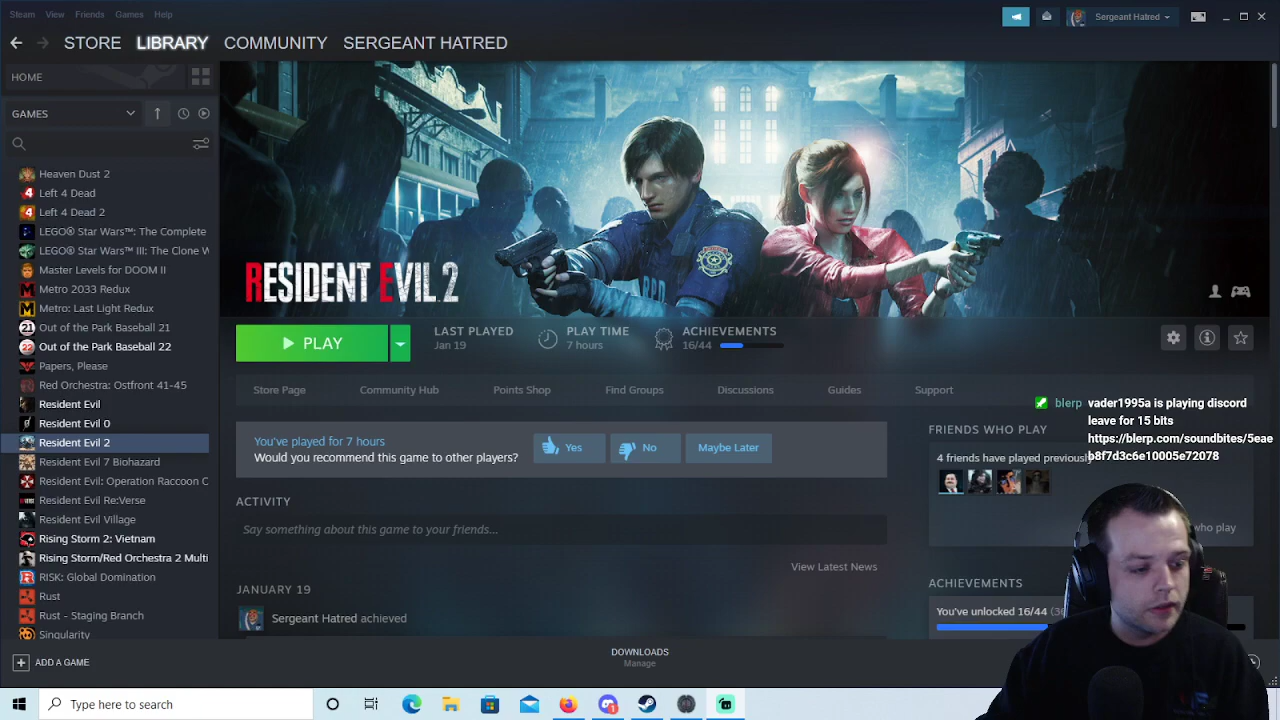 Steam View Friends Games Help
Sergeant Hatred
STORE LIBRARY COMMUNITY SERGEANT HATRED
HOME
GAMES
Heaven Dust 2
Left 4 Dead
Left 4 Dead 2
LEGO® Star Wars™: The Complete
LEGO® Star Wars™ III: The Clone W
Master Levels for DOOM II
Metro 2033 Redux
Metro: Last Light Redux
Out of the Park Baseball 21
Out of the Park Baseball 22
Papers, Please
Red Orchestra: Ostfront 41-45
Resident Evil
Resident Evil 0
Resident Evil 2
Resident Evil 7 Biohazard
Resident Evil: Operation Raccoon C
Resident Evil Re:Verse
Resident Evil Village
Rising Storm 2: Vietnam
Rising Storm/Red Orchestra 2 Multi
RISK: Global Domination
Rust
Rust - Staging Branch
Singularity
ADD A GAME
R.P.D.
RESIDENT EVIL 2
PLAY
LAST PLAYED
Jan 19
PLAY TIME
7 hours
ACHIEVEMENTS
16/44
Store Page Community Hub Points Shop Find Groups Discussions Guides Support
You've played for 7 hours
Would you recommend this game to other players?
Yes No Maybe Later
ACTIVITY
Say something about this game to your friends...
View Latest News
JANUARY 19
Sergeant Hatred achieved
blerp vader1995a is playing discord
leave for 15 bits
https://blerp.com/soundbites/5eae
b8f7d3c6e10005e72078
FRIENDS WHO PLAY
4 friends have played previously
who play
ACHIEVEMENTS
You've unlocked 16/44 (36
DOWNLOADS
Manage
Type here to search